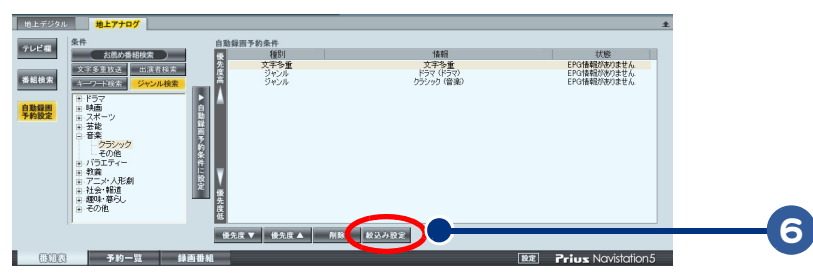 地上デジタル 地上アナログ
テレビ欄
番組検索
自動録画
予約設定
条件
お薦め番組検索
文字多重放送 出演者検索
キーワード検索 ジャンル検索
ドラマ
映画
スポーツ
芸能
音楽
クラシック
その他
バラエティー
教養
アニメ・人形劇
社会・報道
趣味・暮らし
その他
自動録画予約条件に設定
自動録画予約条件
優先度高
優先度低
種別 情報 状態
文字多重 文字多重 EPG情報がありません
ジャンル ドラマ (ドラマ) EPG情報がありません
ジャンル クラシック (音楽) EPG情報がありません
優先度▼ 優先度▲ 削除 絞込み設定
6
番組表 予約一覧 録画番組
設定 Prius Navistation5